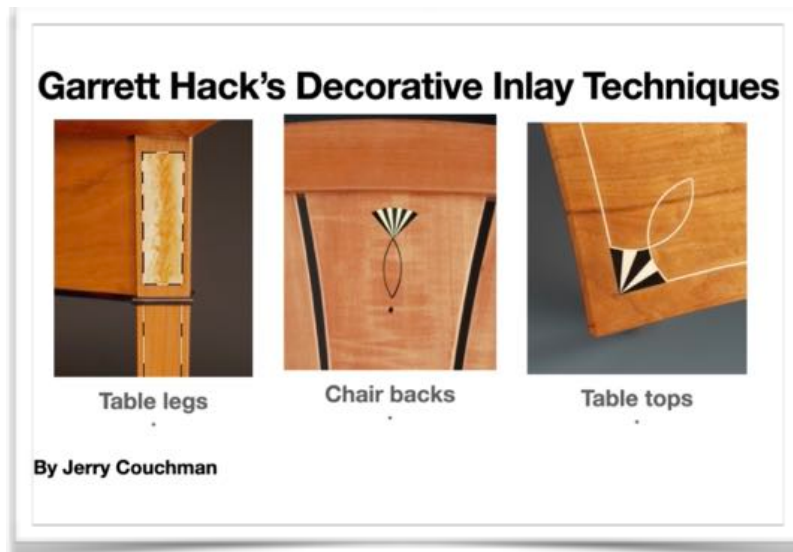 Garrett Hack's Decorative Inlay Techniques
Table legs
Chair backs
Table tops
By Jerry Couchman